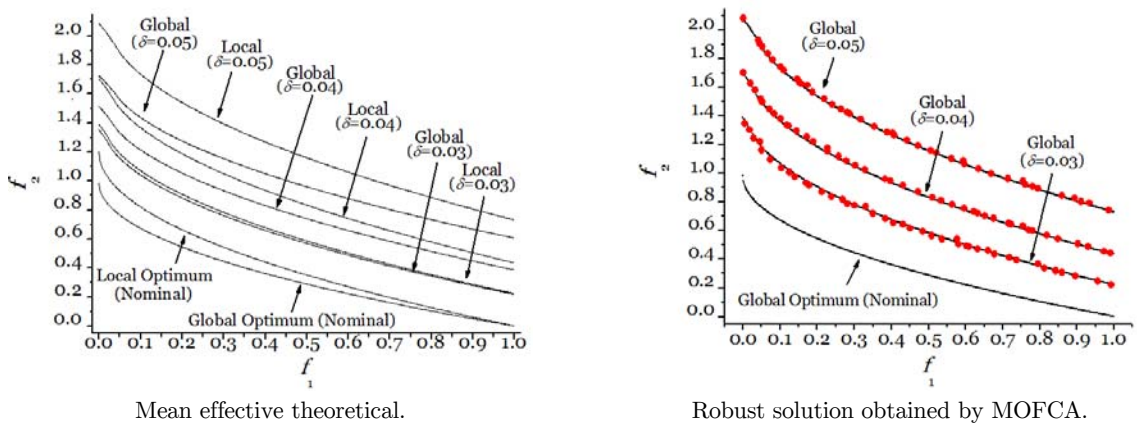 2.0
1.8
1.6
1.4
1.2
1.0
0.8
0.6
0.4
0.2
0.0
f₂
Global
(δ=0.05)
Local
(δ=0.05)
Global
(δ=0.04)
Local
(δ=0.04)
Global
(δ=0.03)
Local
(δ=0.03)
Local Optimum
(Nominal)
Global Optimum (Nominal)
0.0 0.1 0.2 0.3 0.4 0.5 0.6 0.7 0.8 0.9 1.0
f₁
Mean effective theoretical.
2.0
1.8
1.6
1.4
1.2
1.0
0.8
0.6
0.4
0.2
0.0
f₂
Global
(δ=0.05)
Global
(δ=0.04)
Global
(δ=0.03)
Global Optimum (Nominal)
0.0 0.1 0.2 0.3 0.4 0.5 0.6 0.7 0.8 0.9 1.0
f₁
Robust solution obtained by MOFCA.